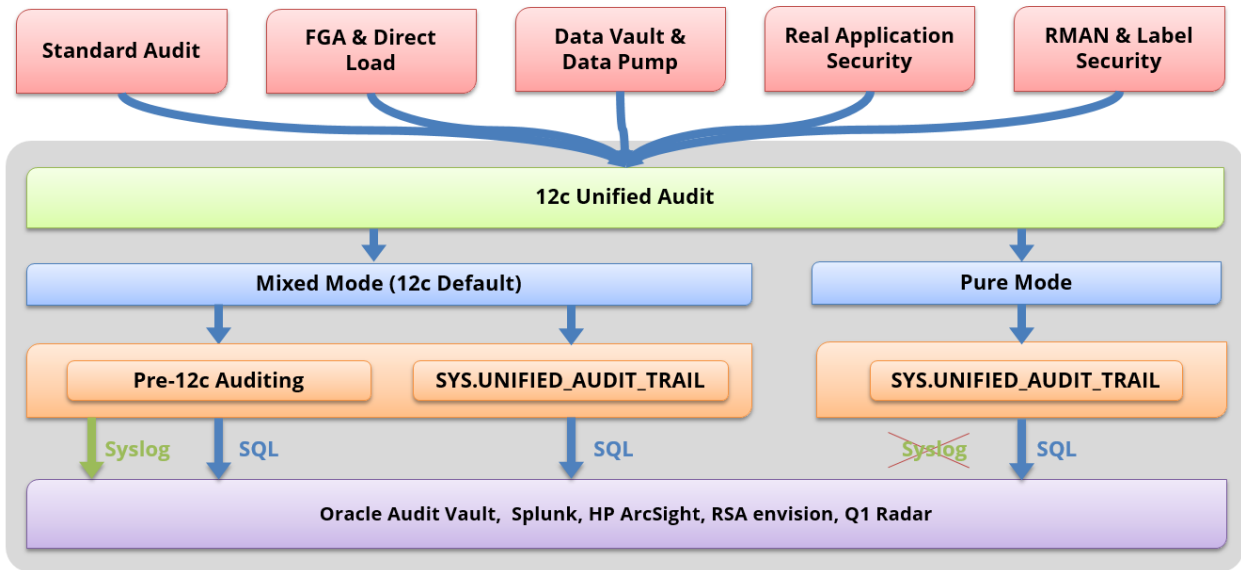 Standard Audit
FGA & Direct
Load
Data Vault &
Data Pump
Real Application
Security
RMAN & Label
Security
12c Unified Audit
Mixed Mode (12c Default)
Pure Mode
Pre-12c Auditing
SYS.UNIFIED_AUDIT_TRAIL
SYS.UNIFIED_AUDIT_TRAIL
Syslog
SQL
SQL
Syslog
SQL
Oracle Audit Vault, Splunk, HP ArcSight, RSA envision, Q1 Radar